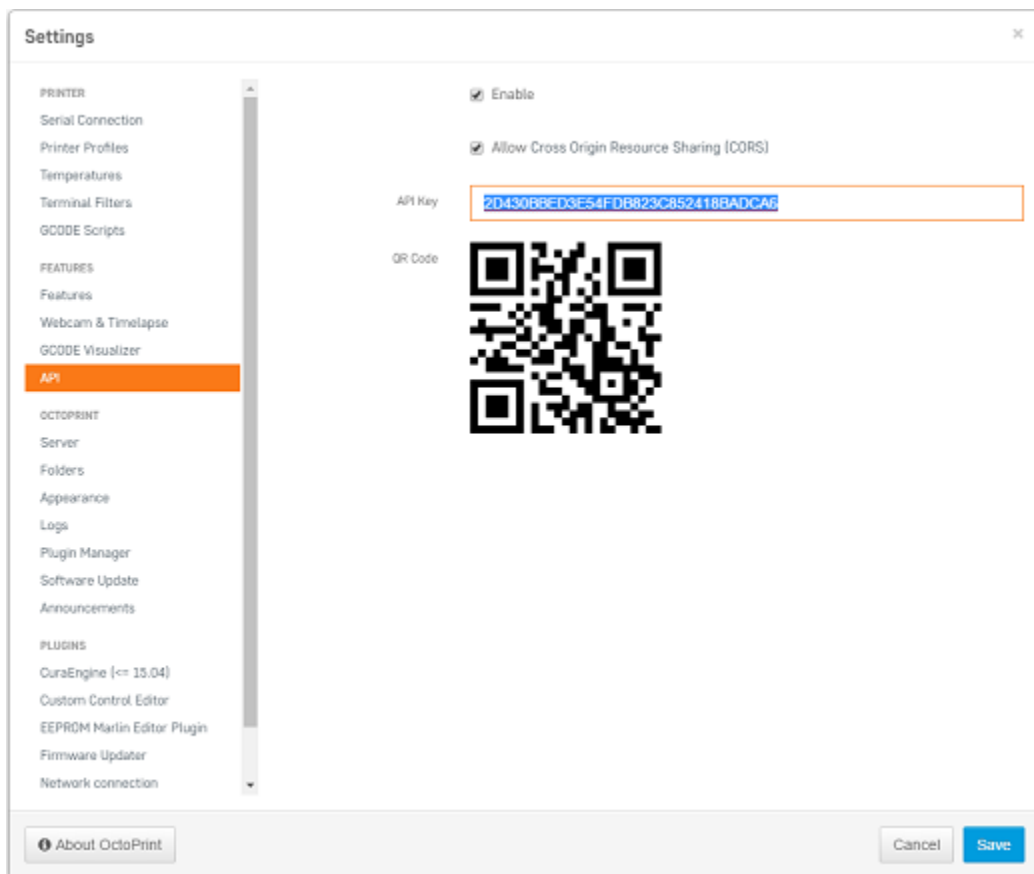 Settings
×
PRINTER
Serial Connection
Printer Profiles
Temperatures
Terminal Filters
GCODE Scripts
FEATURES
Features
Webcam & Timelapse
GCODE Visualizer
API
OCTOPRINT
Server
Folders
Appearance
Logs
Plugin Manager
Software Update
Announcements
PLUGINS
CuraEngine (<= 15.04)
Custom Control Editor
EEPROM Marlin Editor Plugin
Firmware Updater
Network connection
Enable
Allow Cross Origin Resource Sharing (CORS)
API Key
2D430BBED3E54FDB823C852418BADCA6
QR Code
About OctoPrint
Cancel
Save